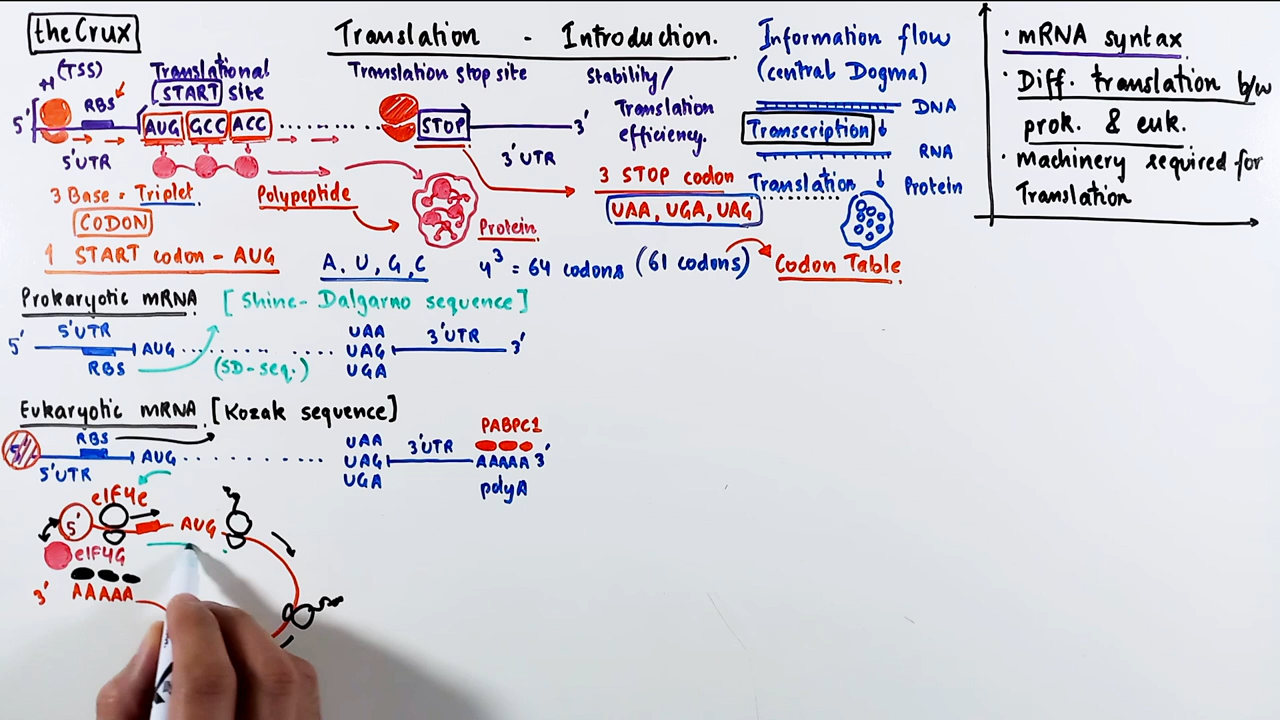 theCrux
Translation - Introduction.
+1 (TSS)
RBS
Translational
START site
5' AUG GCC ACC STOP 3'
5'UTR
Translation stop site
3'UTR
Stability/
Translation
efficiency.
3 Base = Triplet
CODON
Polypeptide
Protein
1 START codon - AUG
3 STOP codon
UAA, UGA, UAG
A, U, G, C
4³ = 64 codons (61 codons) Codon Table
Information flow
(central Dogma)
DNA
Transcription
RNA
Translation
Protein
· mRNA syntax
· Diff. translation b/w
prok. & euk.
· machinery required for
Translation
Prokaryotic mRNA [Shine-Dalgarno sequence]
5' 5'UTR AUG
RBS (SD-seq.)
UAA
UAG 3'UTR 3'
UGA
Eukaryotic mRNA [Kozak sequence]
5' RBS AUG
5'UTR
UAA
UAG 3'UTR
UGA
PABPC1
AAAAA 3'
polyA
eIF4e
5' AUG
eIF4G
3' AAAAA